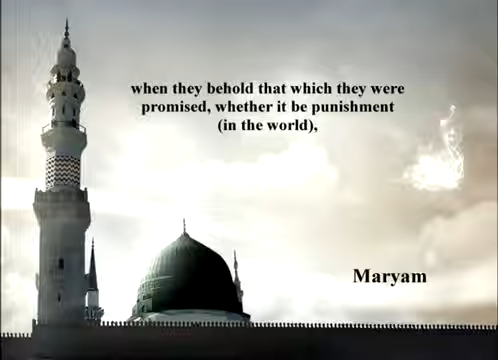 when they behold that which they were
promised, whether it be punishment
(in the world),
Maryam